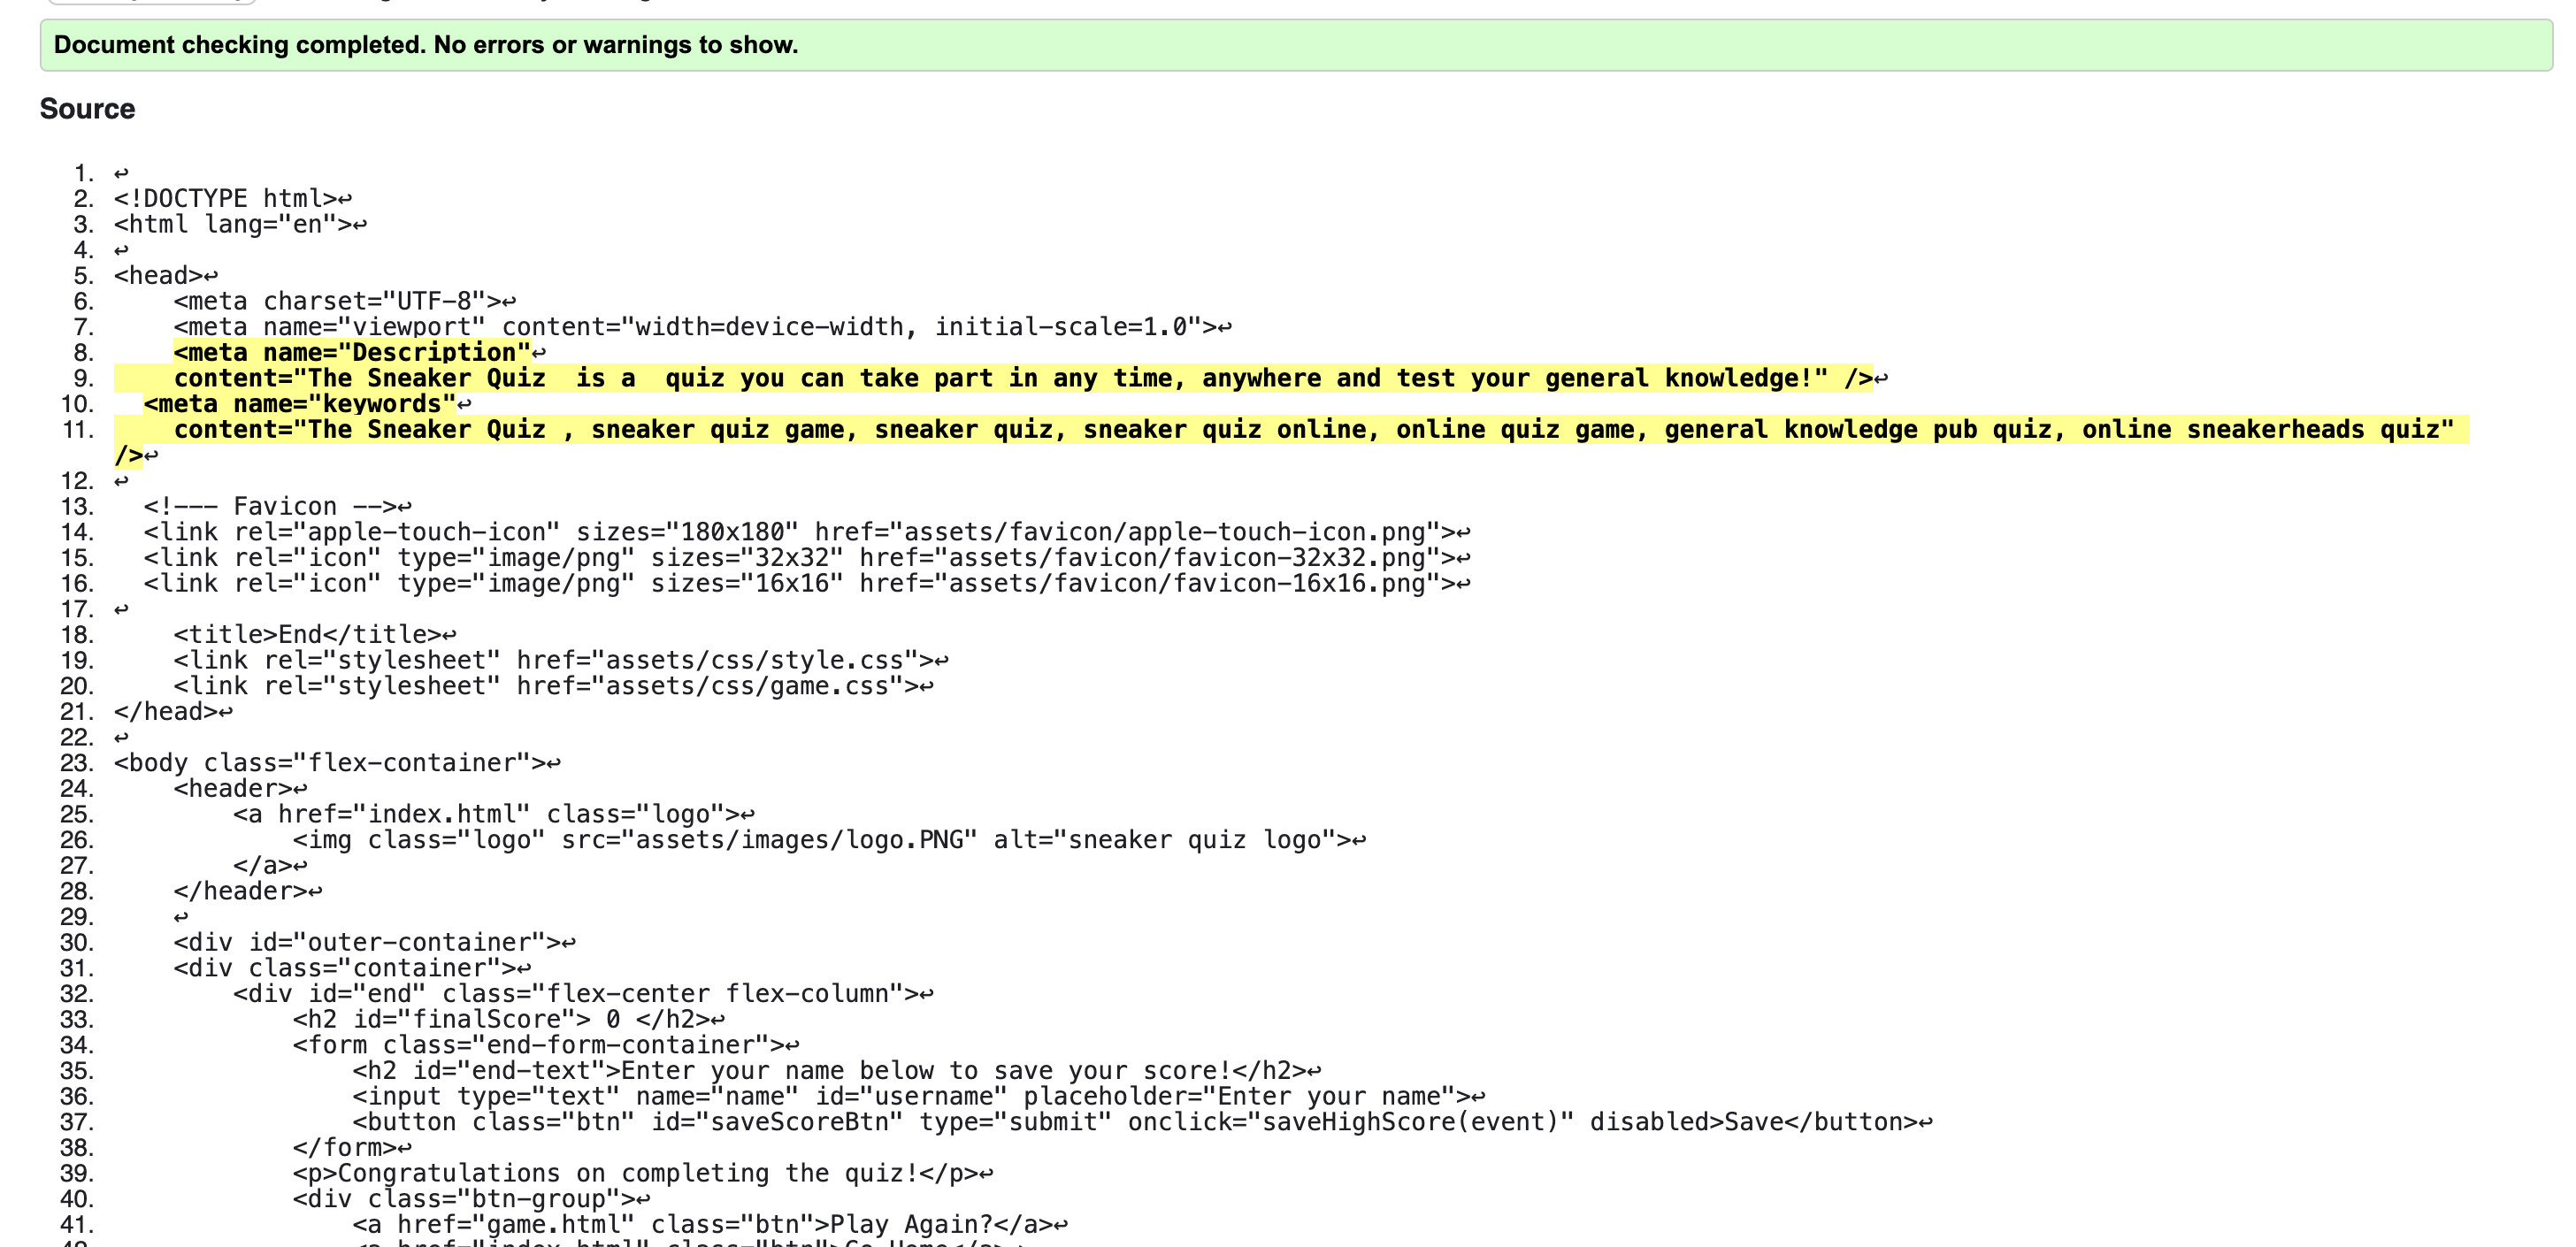 Document checking completed. No errors or warnings to show.
Source
1. ↩
2. <!DOCTYPE html>↩
3. <html lang="en">↩
4. ↩
5. <head>↩
6.     <meta charset="UTF-8">↩
7.     <meta name="viewport" content="width=device-width, initial-scale=1.0">↩
8.     <meta name="Description"↩
9.     content="The Sneaker Quiz  is a  quiz you can take part in any time, anywhere and test your general knowledge!" />↩
10.   <meta name="keywords"↩
11.     content="The Sneaker Quiz , sneaker quiz game, sneaker quiz, sneaker quiz online, online quiz game, general knowledge pub quiz, online sneakerheads quiz"
/>↩
12. ↩
13.   <!--- Favicon -->↩
14.   <link rel="apple-touch-icon" sizes="180x180" href="assets/favicon/apple-touch-icon.png">↩
15.   <link rel="icon" type="image/png" sizes="32x32" href="assets/favicon/favicon-32x32.png">↩
16.   <link rel="icon" type="image/png" sizes="16x16" href="assets/favicon/favicon-16x16.png">↩
17. ↩
18.     <title>End</title>↩
19.     <link rel="stylesheet" href="assets/css/style.css">↩
20.     <link rel="stylesheet" href="assets/css/game.css">↩
21. </head>↩
22. ↩
23. <body class="flex-container">↩
24.     <header>↩
25.         <a href="index.html" class="logo">↩
26.             <img class="logo" src="assets/images/logo.PNG" alt="sneaker quiz logo">↩
27.         </a>↩
28.     </header>↩
29.     ↩
30.     <div id="outer-container">↩
31.     <div class="container">↩
32.         <div id="end" class="flex-center flex-column">↩
33.             <h2 id="finalScore"> 0 </h2>↩
34.             <form class="end-form-container">↩
35.                 <h2 id="end-text">Enter your name below to save your score!</h2>↩
36.                 <input type="text" name="name" id="username" placeholder="Enter your name">↩
37.                 <button class="btn" id="saveScoreBtn" type="submit" onclick="saveHighScore(event)" disabled>Save</button>↩
38.             </form>↩
39.             <p>Congratulations on completing the quiz!</p>↩
40.             <div class="btn-group">↩
41.                 <a href="game.html" class="btn">Play Again?</a>↩